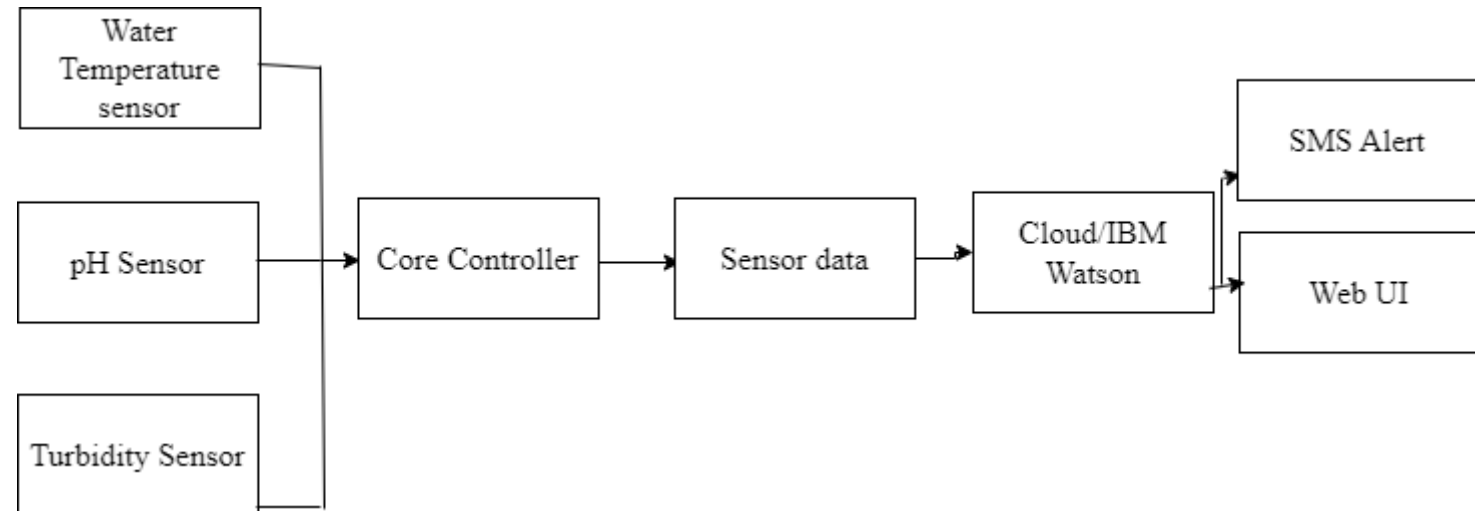 Water
Temperature
sensor
pH Sensor
Turbidity Sensor
Core Controller
Sensor data
Cloud/IBM
Watson
SMS Alert
Web UI